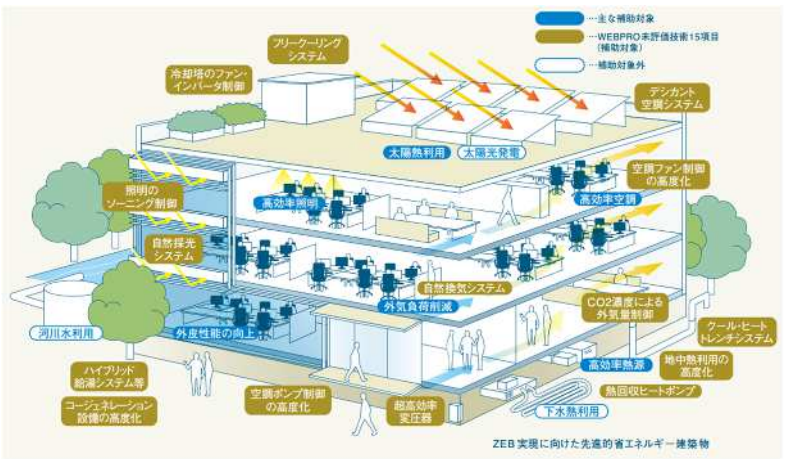 …主な補助対象
…WEBPRO未評価技術15項目
(補助対象)
…補助対象外
フリークーリング
システム
冷却塔のファン・
インバータ制御
デシカント
空調システム
太陽熱利用
太陽光発電
空調ファン制御
の高度化
照明の
ゾーニング制御
高効率照明
高効率空調
自然採光
システム
自然換気システム
外気負荷削減
CO2濃度による
外気量制御
河川水利用
外皮性能の向上
クール・ヒート
トレンチシステム
高効率熱源
地中熱利用の
高度化
ハイブリッド
給湯システム等
空調ポンプ制御
の高度化
超高効率
変圧器
熱回収ヒートポンプ
コージェネレーション
設備の高度化
下水熱利用
ZEB実現に向けた先進的省エネルギー建築物